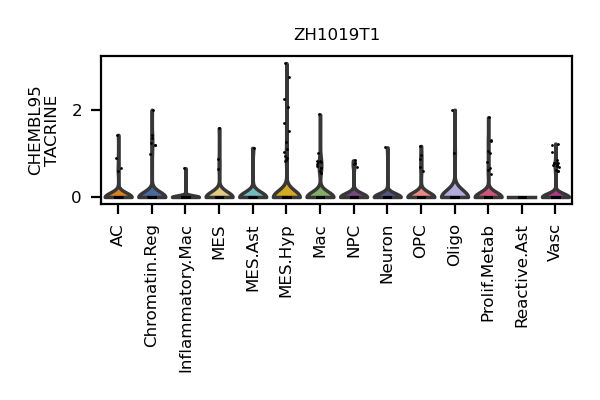 ZH1019T1
CHEMBL95
TACRINE
2
0
AC
Chromatin.Reg
Inflammatory.Mac
MES
MES.Ast
MES.Hyp
Mac
NPC
Neuron
OPC
Oligo
Prolif.Metab
Reactive.Ast
Vasc